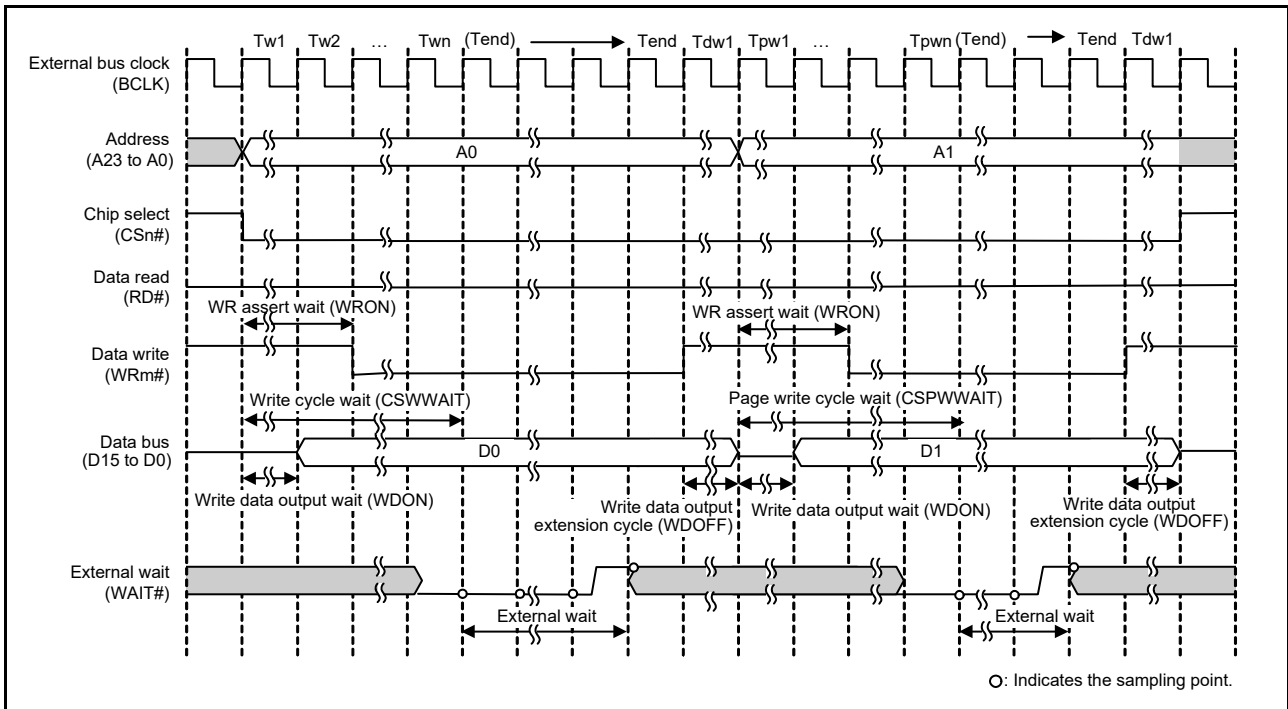 Tw1 Tw2 … Twn (Tend) Tend Tdw1 Tpw1 … Tpwn (Tend) Tend Tdw1
External bus clock
(BCLK)
Address
(A23 to A0)
A0 A1
Chip select
(CSn#)
Data read
(RD#)
WR assert wait (WRON) WR assert wait (WRON)
Data write
(WRm#)
Write cycle wait (CSWWAIT) Page write cycle wait (CSPWWAIT)
Data bus
(D15 to D0)
D0 D1
Write data output wait (WDON)
Write data output
extension cycle (WDOFF)
Write data output wait (WDON)
Write data output
extension cycle (WDOFF)
External wait
(WAIT#)
External wait External wait
O: Indicates the sampling point.